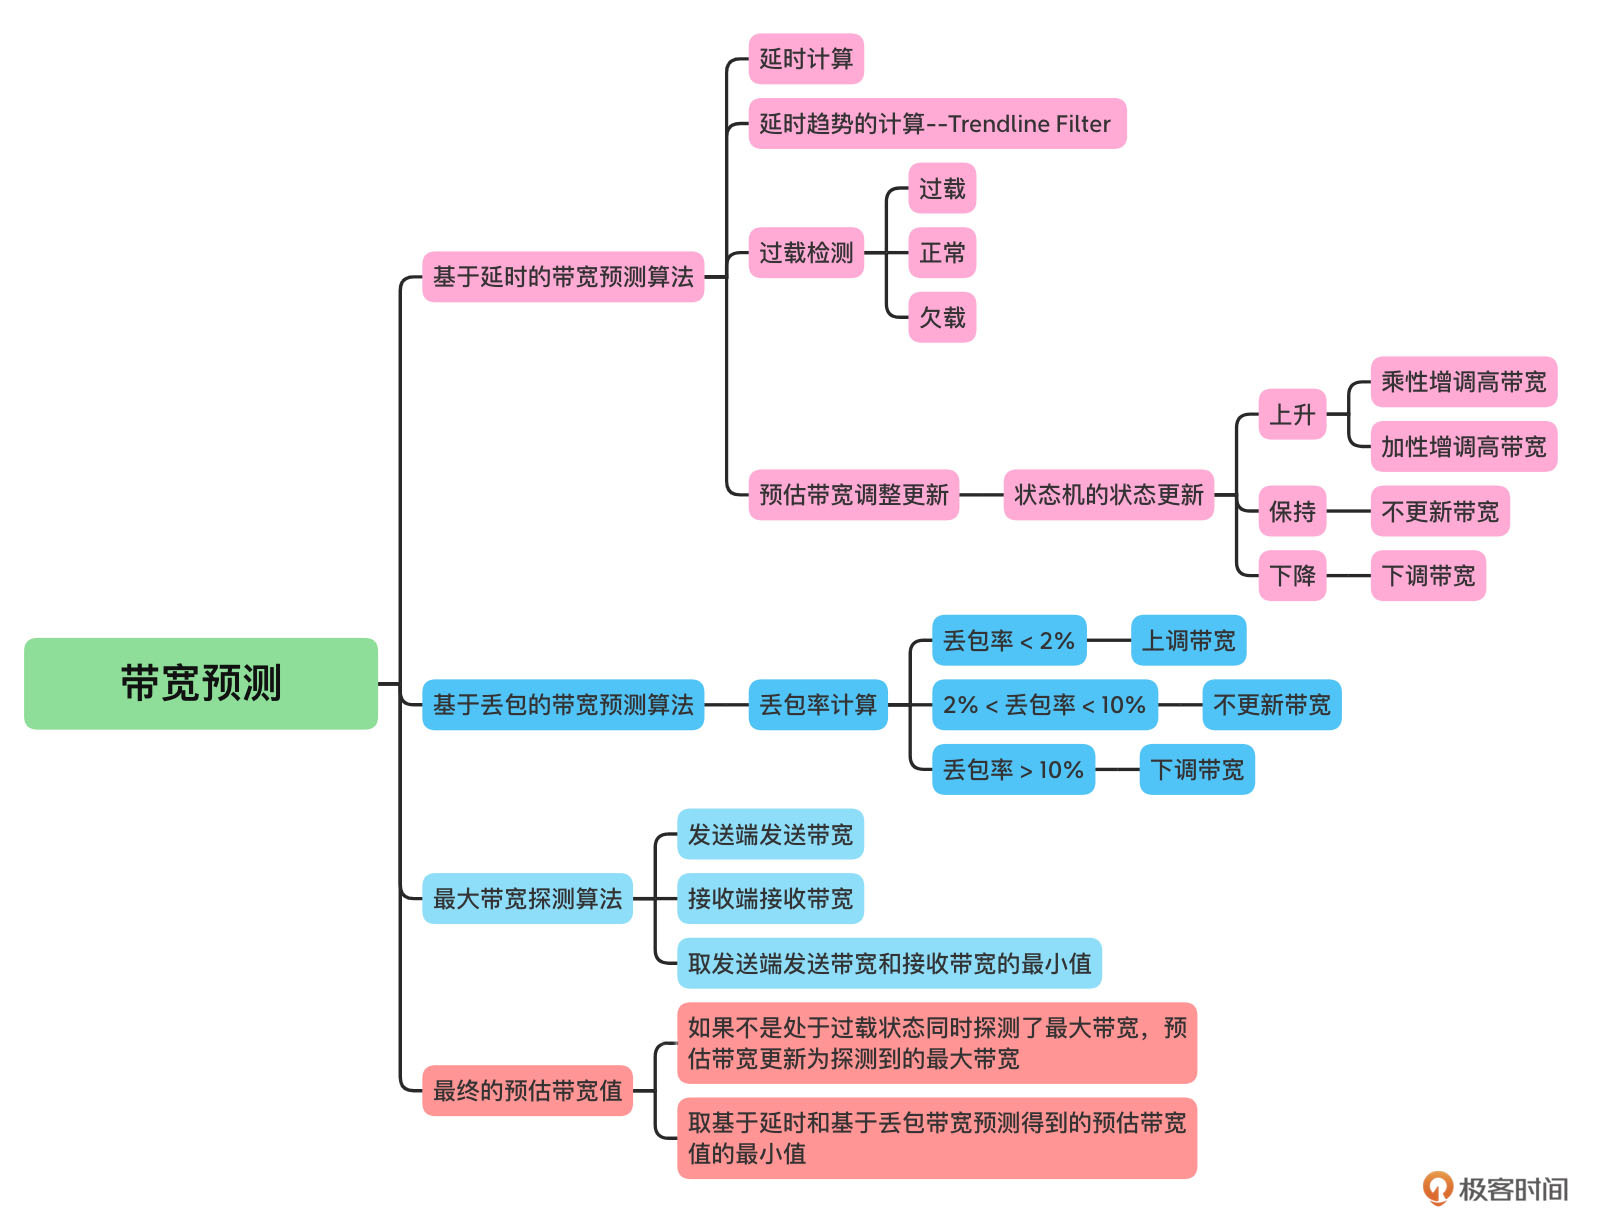 带宽预测
基于延时的带宽预测算法
延时计算
延时趋势的计算--Trendline Filter
过载检测
过载
正常
欠载
预估带宽调整更新
状态机的状态更新
上升
乘性增调高带宽
加性增调高带宽
保持
不更新带宽
下降
下调带宽
基于丢包的带宽预测算法
丢包率计算
丢包率 < 2%
上调带宽
2% < 丢包率 < 10%
不更新带宽
丢包率 > 10%
下调带宽
最大带宽探测算法
发送端发送带宽
接收端接收带宽
取发送端发送带宽和接收带宽的最小值
最终的预估带宽值
如果不是处于过载状态同时探测了最大带宽，预
估带宽更新为探测到的最大带宽
取基于延时和基于丢包带宽预测得到的预估带宽
值的最小值
极客时间